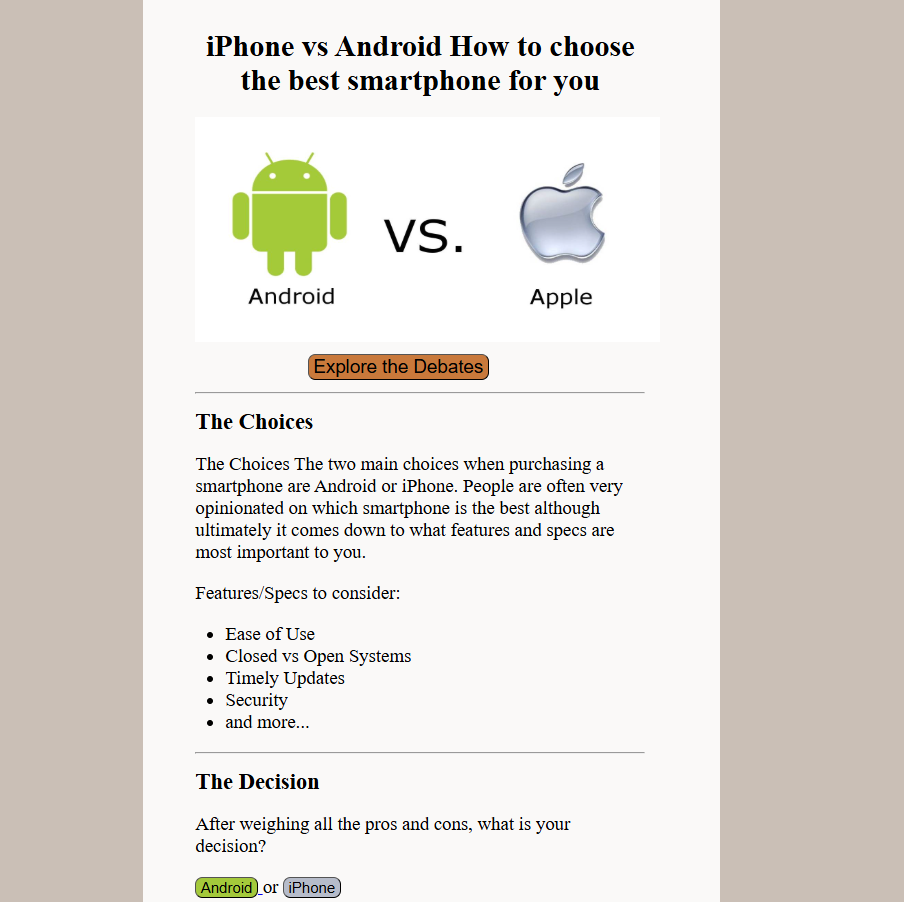 iPhone vs Android How to choose
the best smartphone for you
vs.
Android
Apple
Explore the Debates
The Choices
The Choices The two main choices when purchasing a
smartphone are Android or iPhone. People are often very
opinionated on which smartphone is the best although
ultimately it comes down to what features and specs are
most important to you.
Features/Specs to consider:
• Ease of Use
• Closed vs Open Systems
• Timely Updates
• Security
• and more...
The Decision
After weighing all the pros and cons, what is your
decision?
Android or iPhone